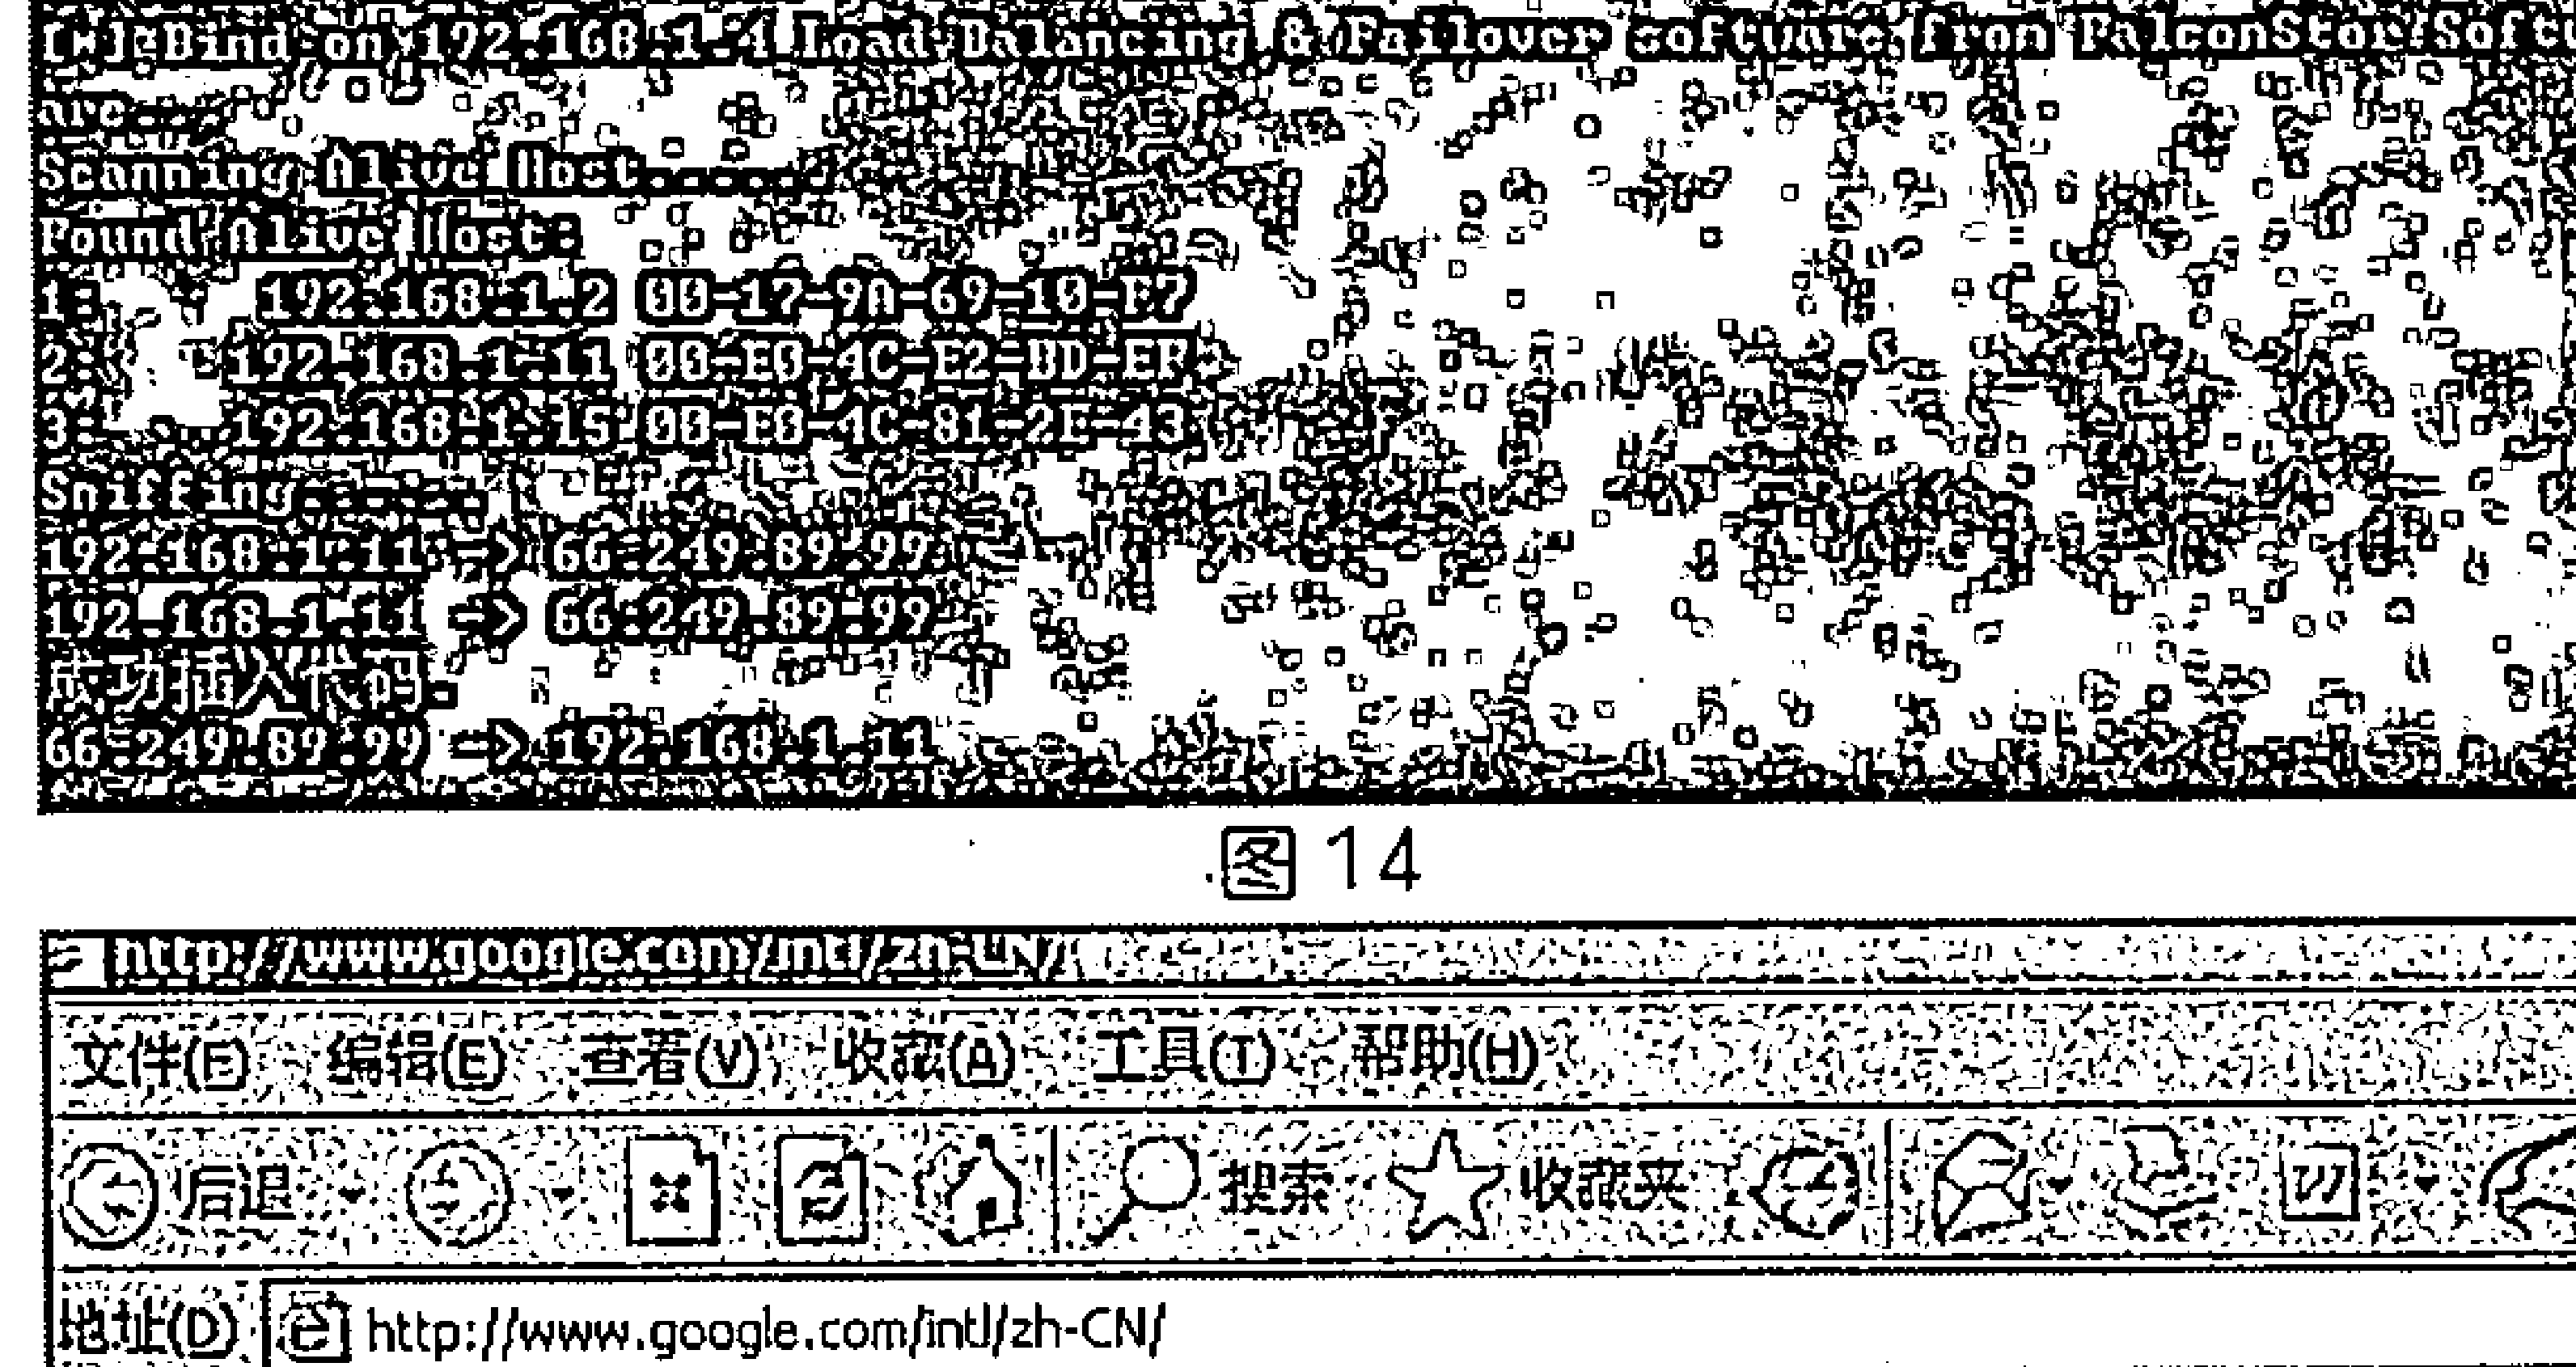 [*] Bind on 192.168.1.4 Load Balancing & Failover software from FalconStor Softw
are...
Scanning Alive Host......
Found Alive Host:
1: 192.168.1.2 00-17-9A-69-10-F7
2: 192.168.1.11 00-E0-4C-E2-BD-
3: 192.168.1.15 00-E0-4C-81-2E-43
Sniffing......
192.168.1.11 => 66.249.89.99
192.168.1.11 => 66.249.89.99
成功插入代码.
66.249.89.99 => 192.168.1.11
图 14
http://www.google.com/intl/zh-CN/
文件(F) 编辑(E) 查看(V) 收藏(A) 工具(T) 帮助(H)
后退 搜索 收藏夹
地址(D) http://www.google.com/intl/zh-CN/